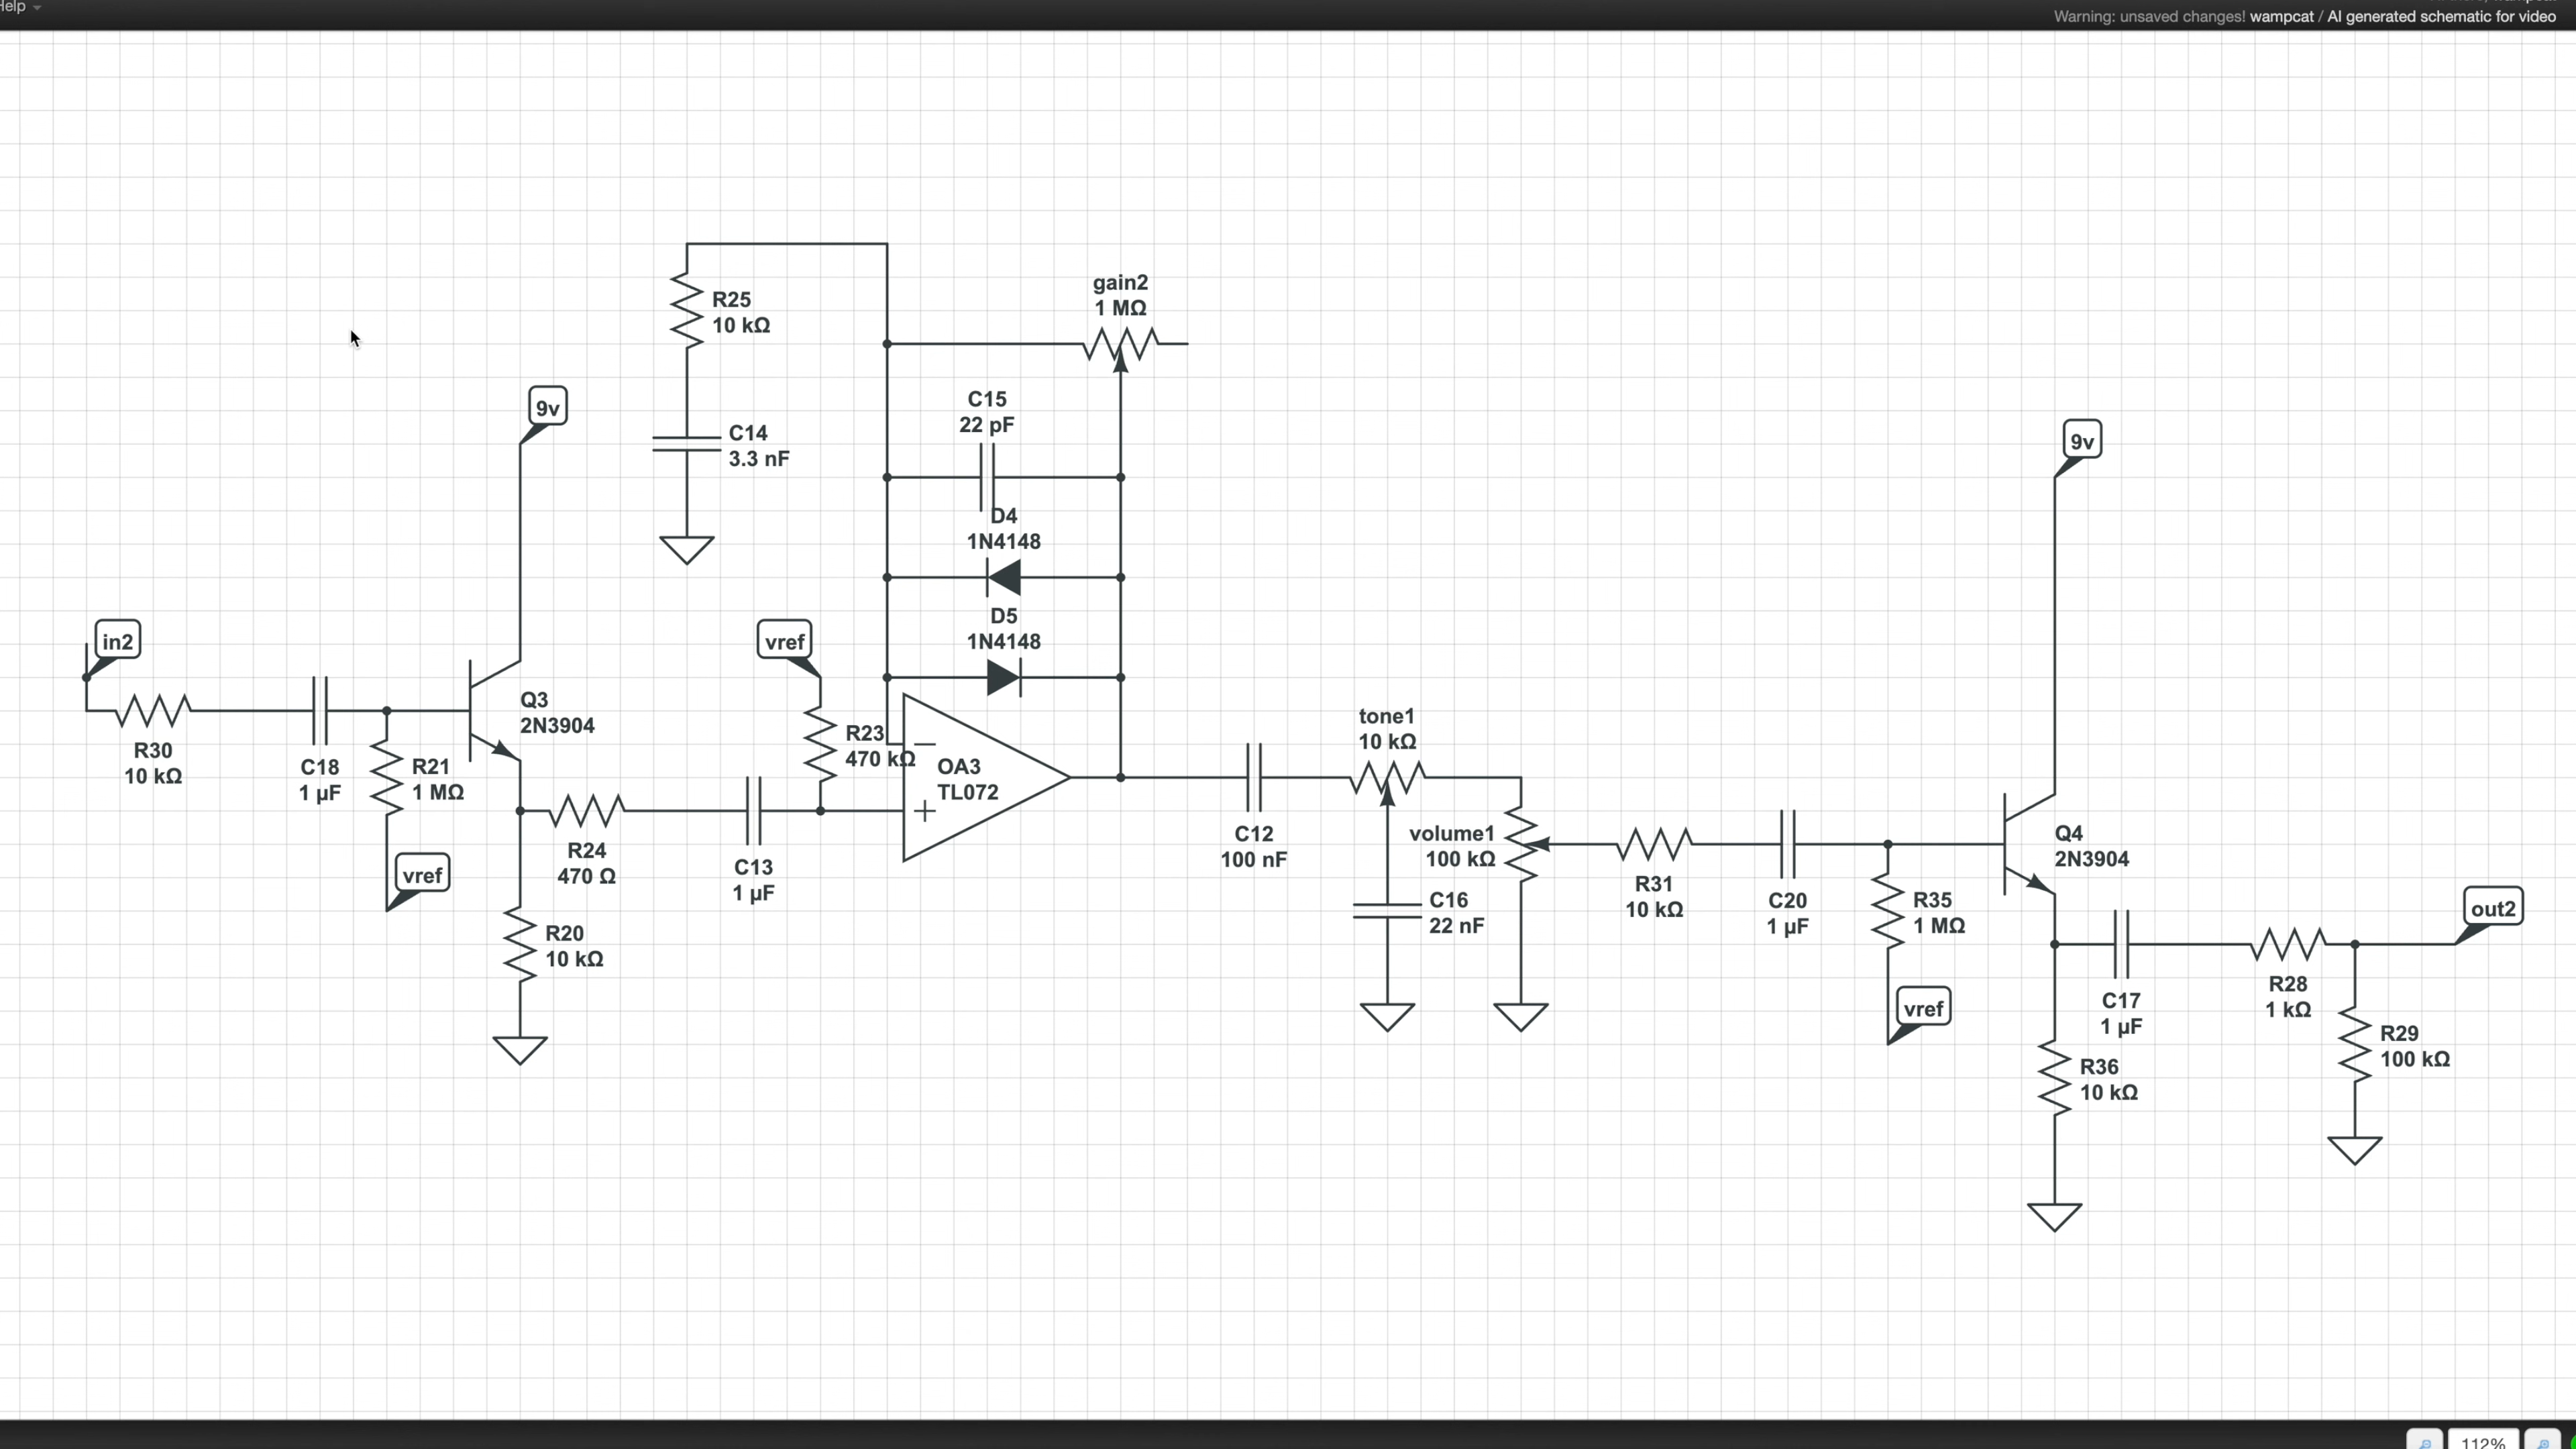 Help
Warning: unsaved changes! wampcat / AI generated schematic for video
gain2
1 MΩ
R25
10 kΩ
C15
22 pF
9v
C14
3.3 nF
9v
D4
1N4148
D5
1N4148
in2
vref
Q3
2N3904
R30
10 kΩ
C18
1 µF
R21
1 MΩ
vref
R24
470 Ω
R20
10 kΩ
C13
1 µF
R23
470 kΩ
OA3
TL072
C12
100 nF
tone1
10 kΩ
volume1
100 kΩ
C16
22 nF
R31
10 kΩ
C20
1 µF
R35
1 MΩ
vref
Q4
2N3904
out2
C17
1 µF
R28
1 kΩ
R29
100 kΩ
R36
10 kΩ
112%